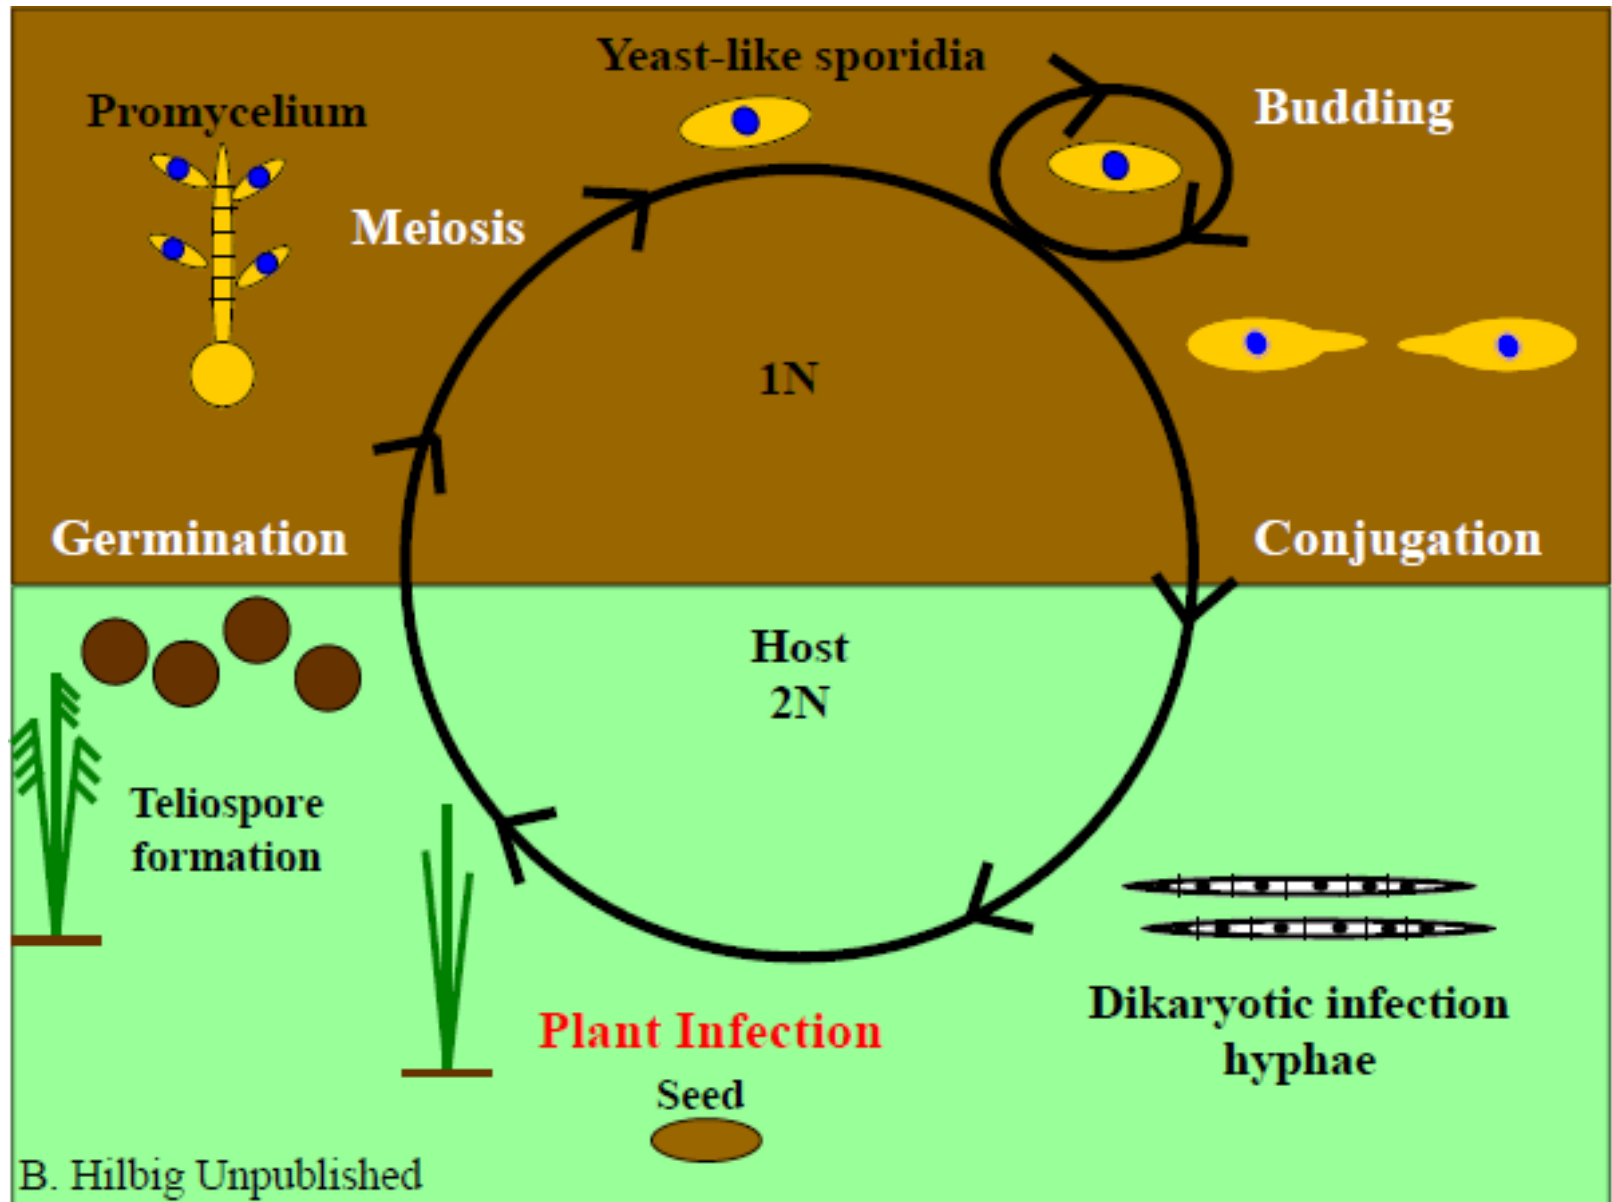 Yeast-like sporidia
Promycelium
Budding
Meiosis
1N
Germination
Conjugation
Host
2N
Teliospore
formation
Dikaryotic infection
hyphae
Plant Infection
Seed
B. Hilbig Unpublished